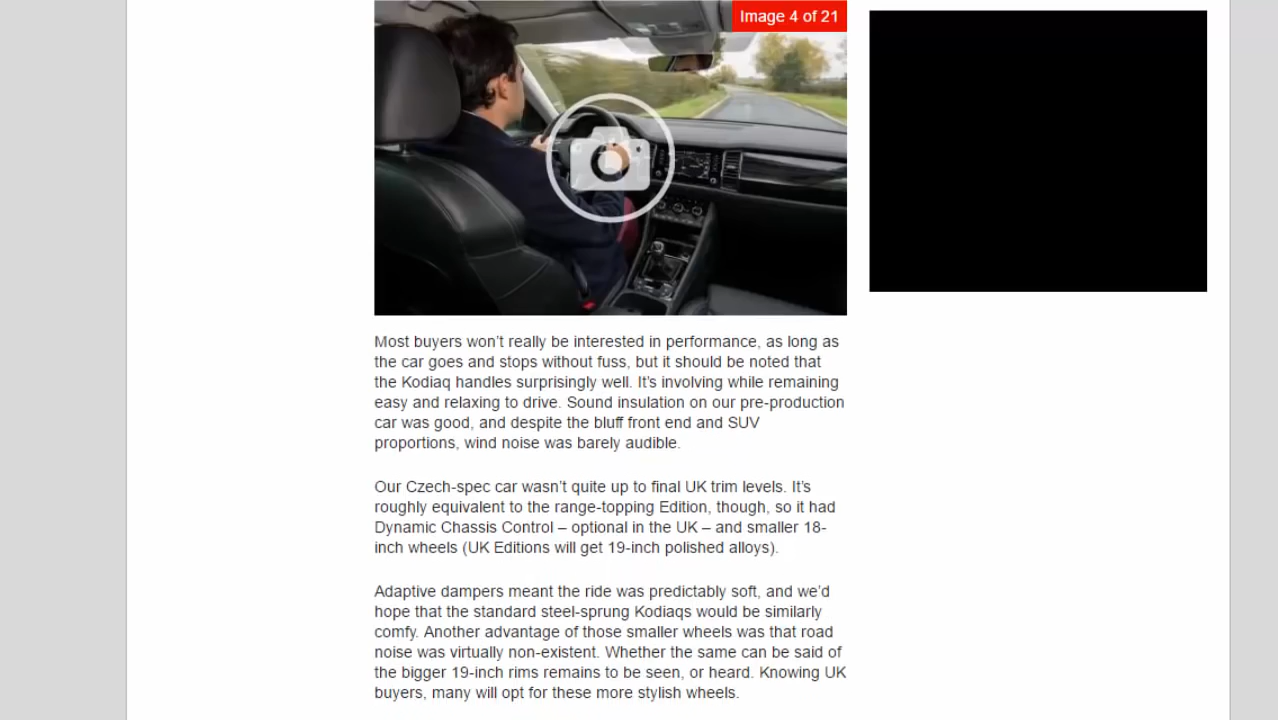 Image 4 of 21
Most buyers won’t really be interested in performance, as long as
the car goes and stops without fuss, but it should be noted that
the Kodiaq handles surprisingly well. It’s involving while remaining
easy and relaxing to drive. Sound insulation on our pre-production
car was good, and despite the bluff front end and SUV
proportions, wind noise was barely audible.
Our Czech-spec car wasn’t quite up to final UK trim levels. It’s
roughly equivalent to the range-topping Edition, though, so it had
Dynamic Chassis Control – optional in the UK – and smaller 18-
inch wheels (UK Editions will get 19-inch polished alloys).
Adaptive dampers meant the ride was predictably soft, and we’d
hope that the standard steel-sprung Kodiaqs would be similarly
comfy. Another advantage of those smaller wheels was that road
noise was virtually non-existent. Whether the same can be said of
the bigger 19-inch rims remains to be seen, or heard. Knowing UK
buyers, many will opt for these more stylish wheels.